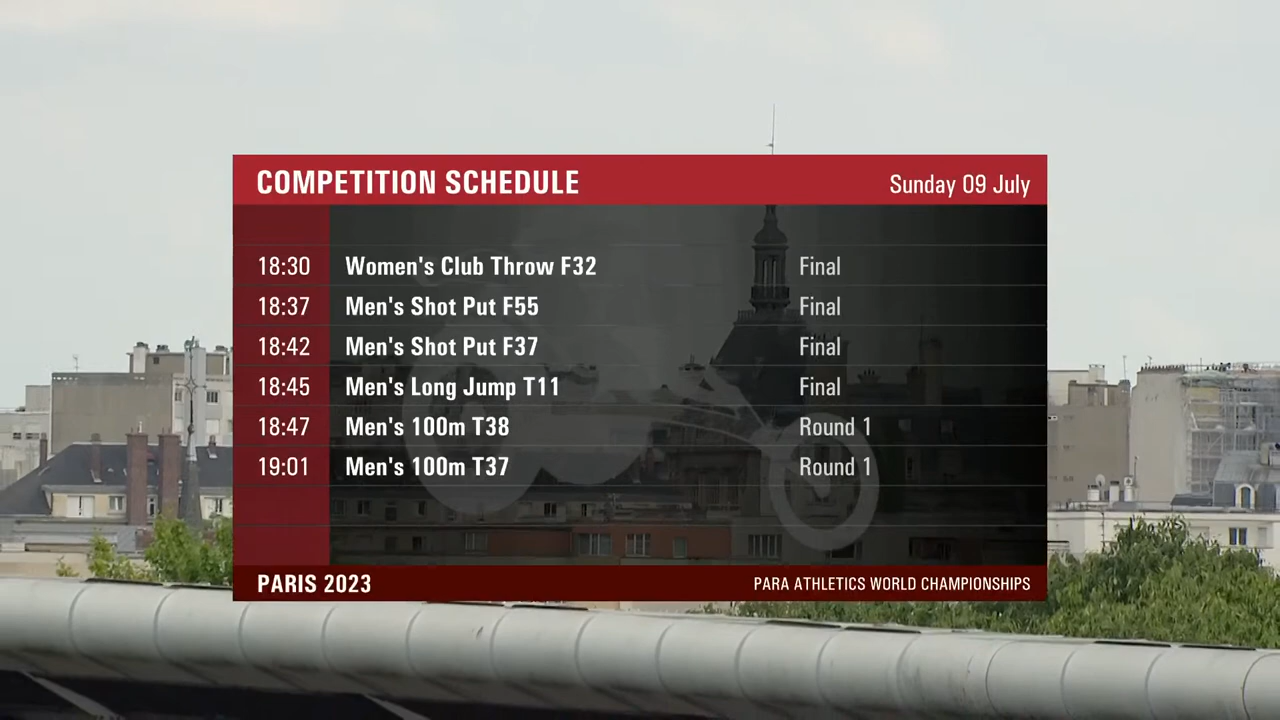 COMPETITION SCHEDULE Sunday 09 July
18:30 Women's Club Throw F32 Final
18:37 Men's Shot Put F55 Final
18:42 Men's Shot Put F37 Final
18:45 Men's Long Jump T11 Final
18:47 Men's 100m T38 Round 1
19:01 Men's 100m T37 Round 1
PARIS 2023 PARA ATHLETICS WORLD CHAMPIONSHIPS